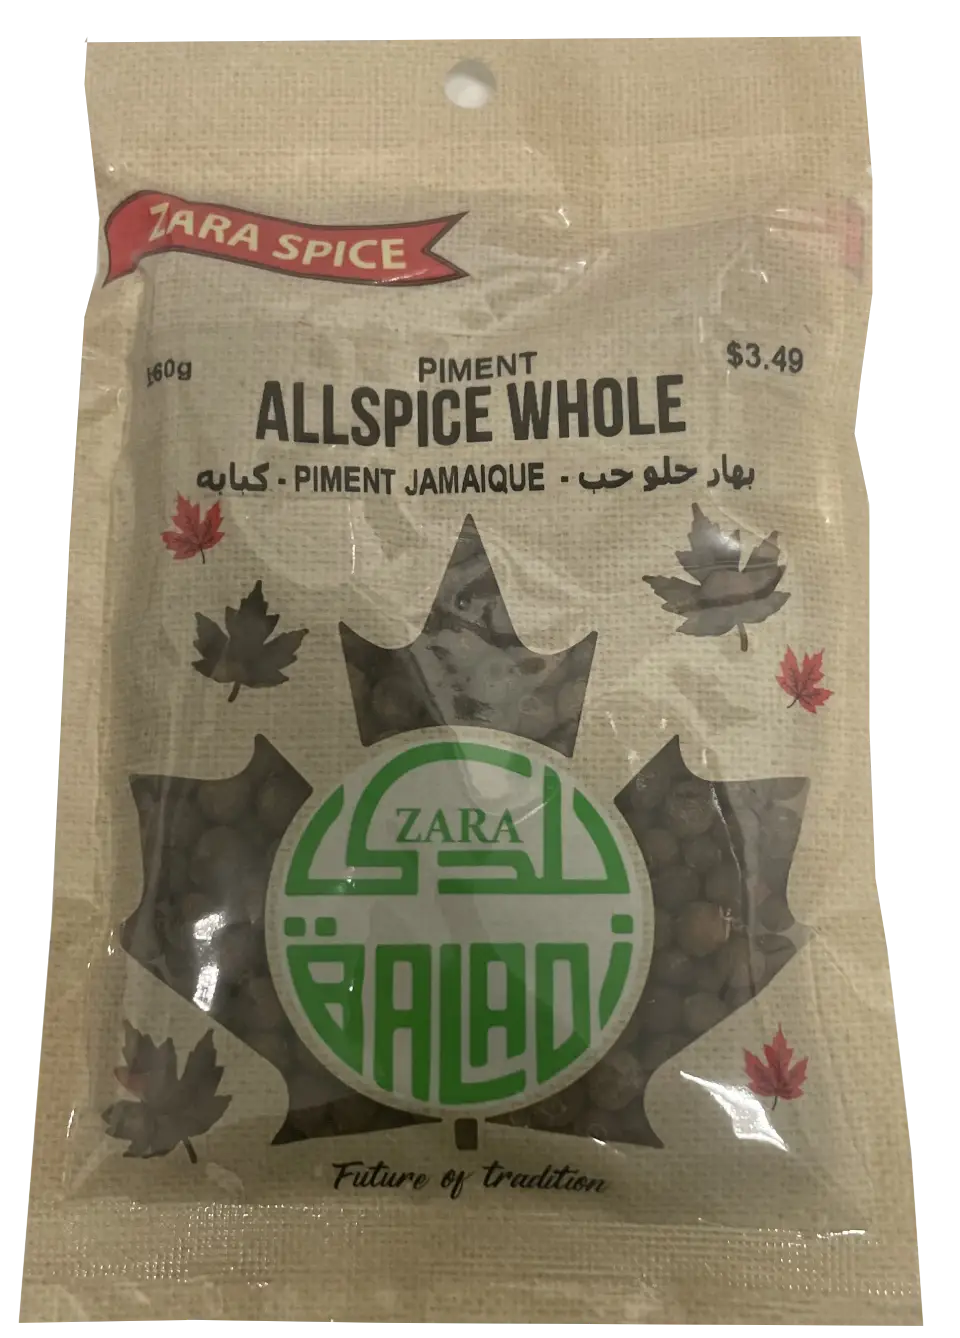 ZARA SPICE
60g
$3.49
PIMENT
ALLSPICE WHOLE
كبابه - PIMENT JAMAIQUE - بهار حلو حب
بلدي
ZARA
BALADI
Future of tradition